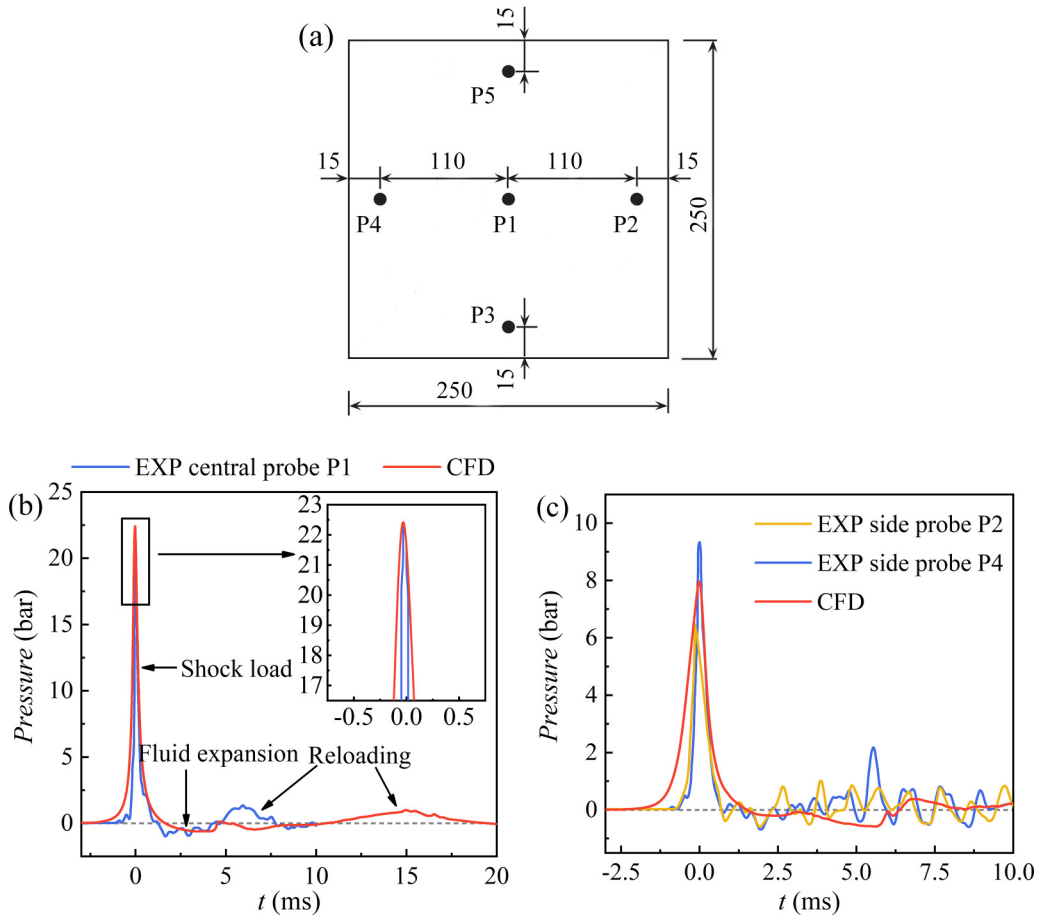 (a)
15
P5
15
110
110
15
P4
P1
P2
250
P3
15
250
EXP central probe P1
CFD
(b)
25
20
15
10
5
0
Pressure (bar)
23
22
21
20
19
18
17
-0.5
0.0
0.5
Shock load
Fluid expansion
Reloading
0
5
10
15
20
t (ms)
(c)
10
8
6
4
2
0
Pressure (bar)
EXP side probe P2
EXP side probe P4
CFD
-2.5
0.0
2.5
5.0
7.5
10.0
t (ms)